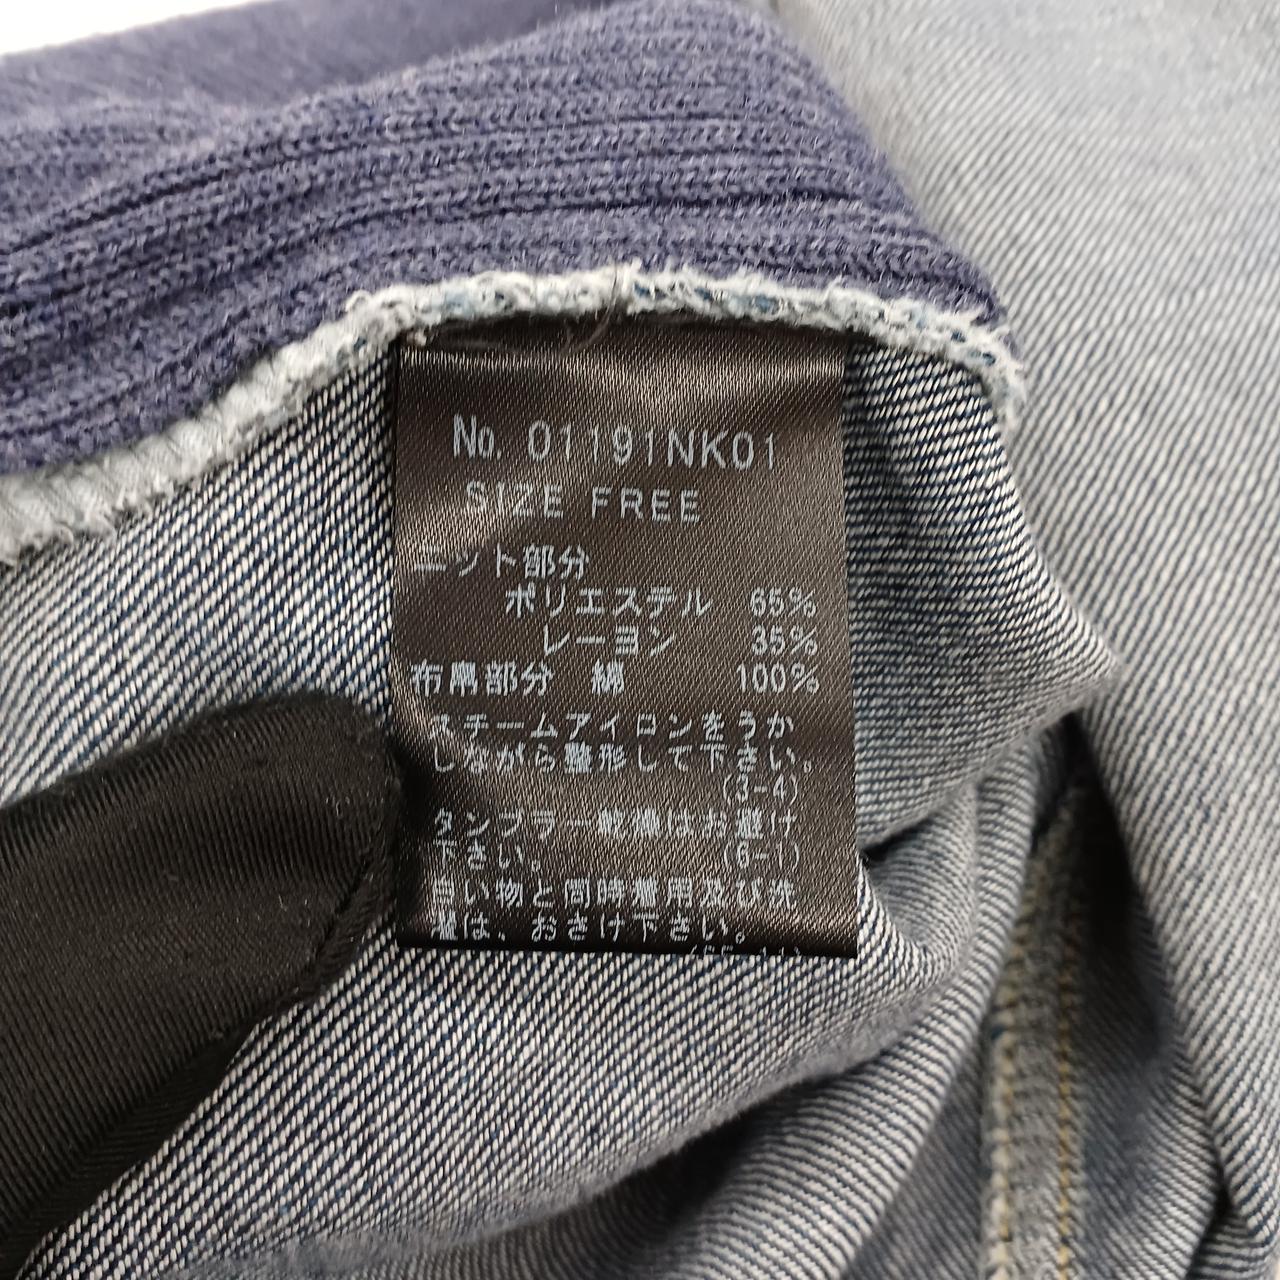 No. 01191NK01
SIZE FREE
ニット部分
ポリエステル 65%
レーヨン 35%
布帛部分 綿 100%
スチームアイロンをうか
しながら整形して下さい。
(3-4)
タンブラー乾燥はお避け
下さい。 (6-1)
白い物と同時着用及び洗
濯は、おさけ下さい。